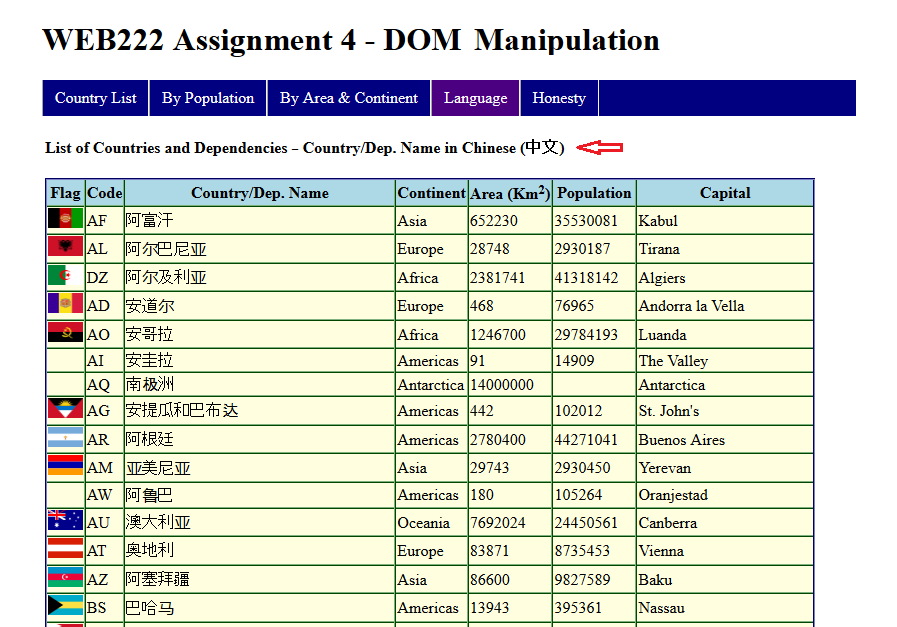 WEB222 Assignment 4 - DOM Manipulation
Country List By Population By Area & Continent Language Honesty
List of Countries and Dependencies – Country/Dep. Name in Chinese (中文)
Flag Code Country/Dep. Name Continent Area (Km²) Population Capital
AF 阿富汗 Asia 652230 35530081 Kabul
AL 阿尔巴尼亚 Europe 28748 2930187 Tirana
DZ 阿尔及利亚 Africa 2381741 41318142 Algiers
AD 安道尔 Europe 468 76965 Andorra la Vella
AO 安哥拉 Africa 1246700 29784193 Luanda
AI 安圭拉 Americas 91 14909 The Valley
AQ 南极洲 Antarctica 14000000 Antarctica
AG 安提瓜和巴布达 Americas 442 102012 St. John's
AR 阿根廷 Americas 2780400 44271041 Buenos Aires
AM 亚美尼亚 Asia 29743 2930450 Yerevan
AW 阿鲁巴 Americas 180 105264 Oranjestad
AU 澳大利亚 Oceania 7692024 24450561 Canberra
AT 奥地利 Europe 83871 8735453 Vienna
AZ 阿塞拜疆 Asia 86600 9827589 Baku
BS 巴哈马 Americas 13943 395361 Nassau